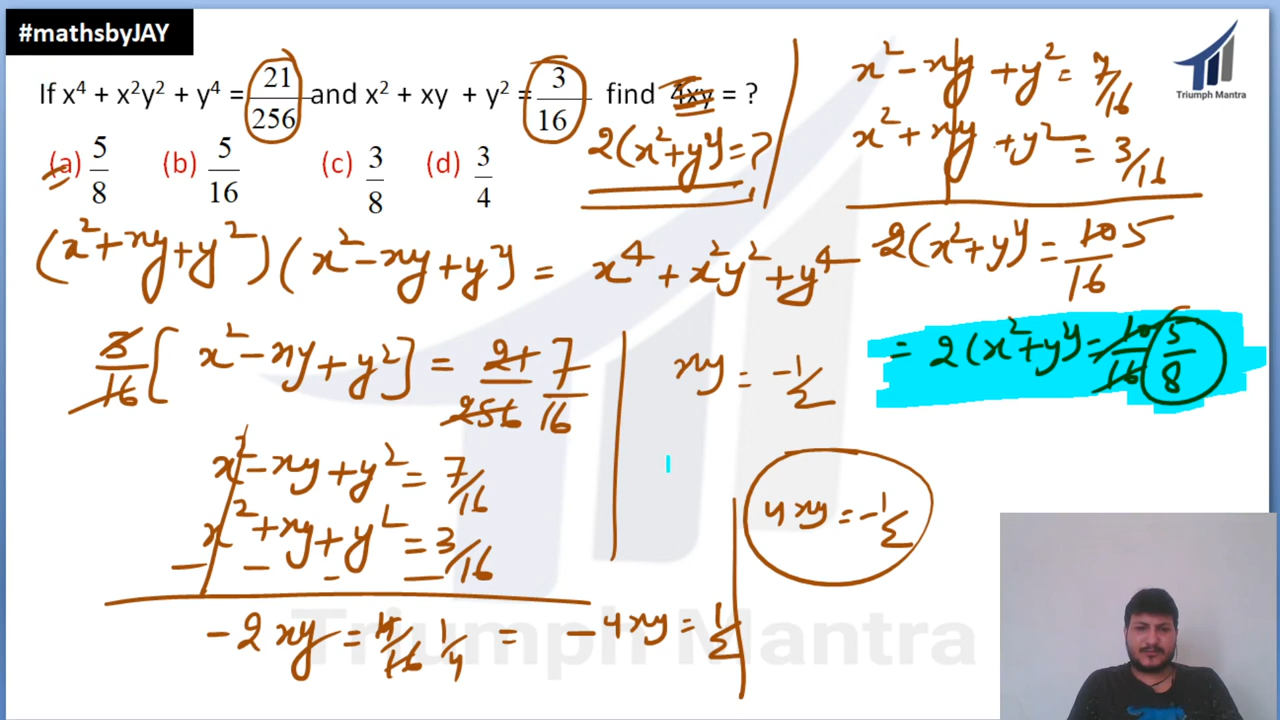 #mathsbyJAY
Triumph Mantra
If x⁴ + x²y² + y⁴ = 21/256 and x² + xy + y² = 3/16 find 4xy = ?
2(x²+y²) = ?
(a) 5/8 (b) 5/16 (c) 3/8 (d) 3/4
x² - xy + y² = 7/16
x² + xy + y² = 3/16
2(x²+y²) = 10 5/16
= 2(x²+y²) = 10/16 5/8
(x²+xy+y²)(x²-xy+y²) = x⁴ + x²y² + y⁴
3/16 [x²-xy+y²] = 21/256 7/16
x² - xy + y² = 7/16
x² + xy + y² = 3/16
- - - -
-2xy = 4/16 1/4 = -4xy = 1/2
xy = -1/2
4xy = -1/2
Triumph Mantra